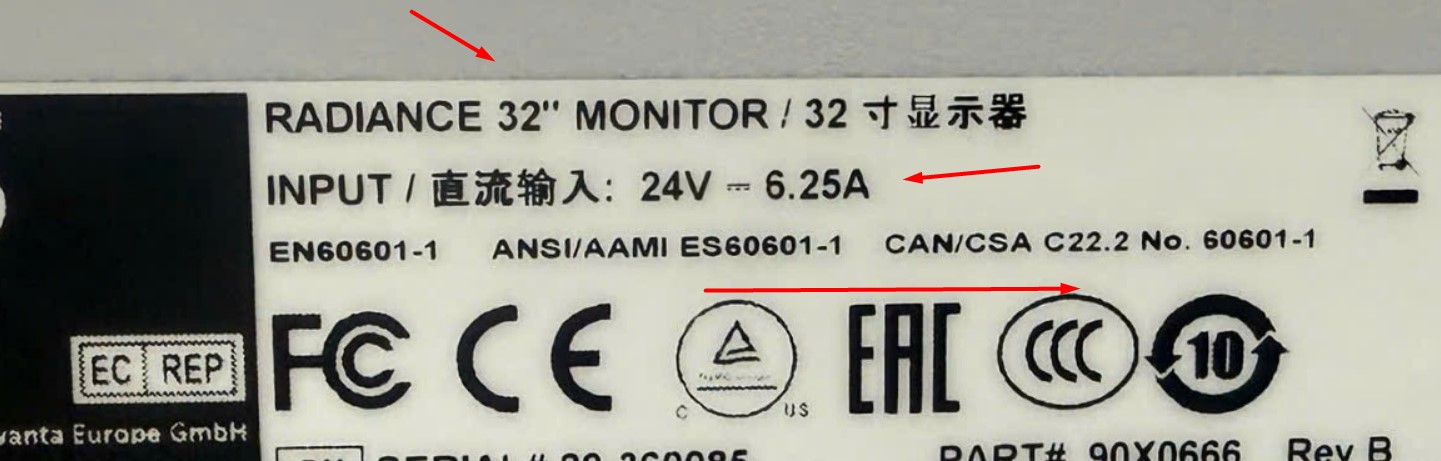 RADIANCE 32" MONITOR / 32 寸显示器
INPUT / 直流输入: 24V ⎓ 6.25A
EN60601-1 ANSI/AAMI ES60601-1 CAN/CSA C22.2 No. 60601-1
FC CE EAC CCC 10
C US
EC REP
Europe GmbH
SERIAL# PART# 90X0666 Rev B